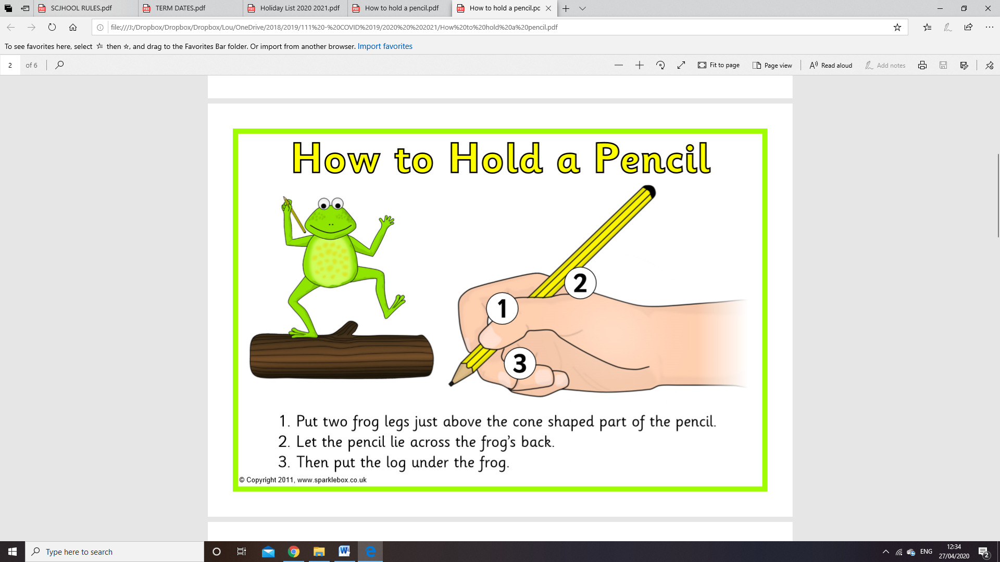 SCJHOOL RULES.pdf
TERM DATES.pdf
Holiday List 2020 2021.pdf
How to hold a pencil.pdf
How to hold a pencil.pc
file:///J:/Dropbox/Dropbox/Dropbox/Lou/OneDrive/2018/2019/111%20-%20COVID%2019/2020%20%202021/How%20to%20hold%20a%20pencil.pdf
To see favorites here, select then , and drag to the Favorites Bar folder. Or import from another browser. Import favorites
2 of 6 Fit to page Page view Read aloud Add notes
How to Hold a Pencil
2
1
3
1. Put two frog legs just above the cone shaped part of the pencil.
2. Let the pencil lie across the frog's back.
3. Then put the log under the frog.
© Copyright 2011, www.sparklebox.co.uk
Type here to search
ENG
12:34
27/04/2020
2